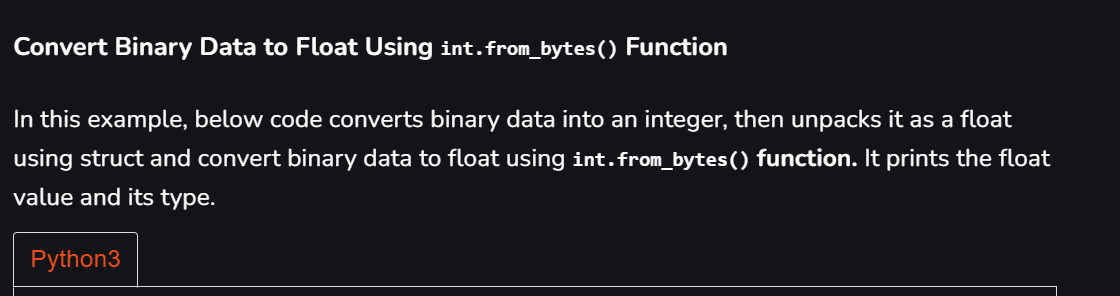 Convert Binary Data to Float Using int.from_bytes() Function
In this example, below code converts binary data into an integer, then unpacks it as a float
using struct and convert binary data to float using int.from_bytes() function. It prints the float
value and its type.
Python3